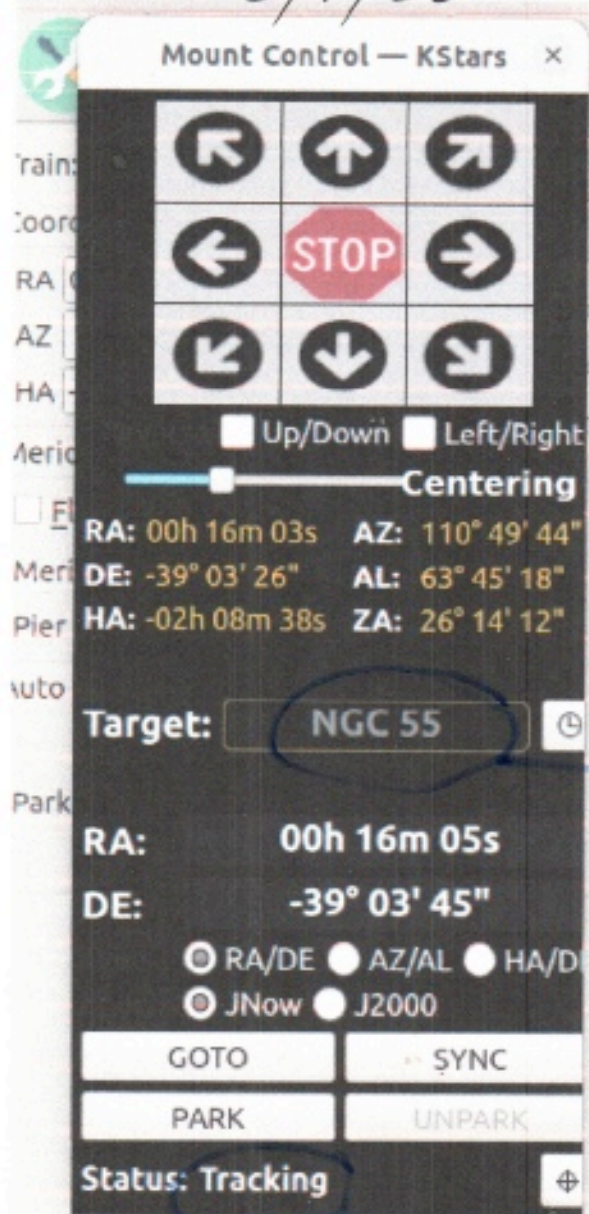 Mount Control — KStars ×
STOP
RA
AZ
HA
Up/Down Left/Right
Centering
RA: 00h 16m 03s AZ: 110° 49' 44"
DE: -39° 03' 26" AL: 63° 45' 18"
HA: -02h 08m 38s ZA: 26° 14' 12"
Pier
Target: NGC 55
Park
RA: 00h 16m 05s
DE: -39° 03' 45"
RA/DE AZ/AL HA/D
JNow J2000
GOTO SYNC
PARK UNPARK
Status: Tracking